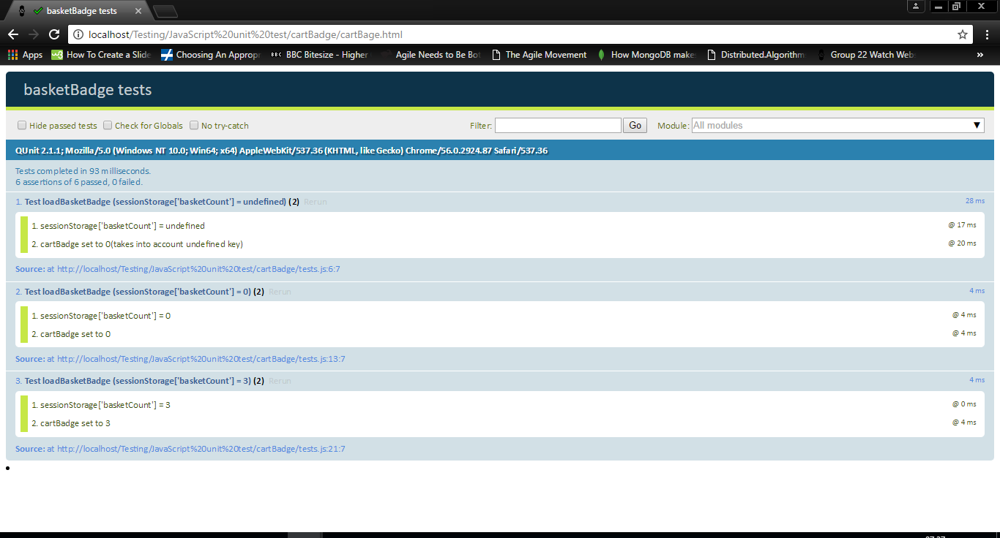 basketBadge tests
localhost/Testing/JavaScript%20unit%20test/cartBadge/cartBage.html
Apps How To Create a Slide Choosing An Appropr BBC BBC Bitesize - Higher Agile Needs to Be Bot The Agile Movement How MongoDB make Distributed.Algorithm Group 22 Watch Webs »
basketBadge tests
Hide passed tests Check for Globals No try-catch Filter: Go Module: All modules
QUnit 2.1.1; Mozilla/5.0 (Windows NT 10.0; Win64; x64) AppleWebKit/537.36 (KHTML, like Gecko) Chrome/56.0.2924.87 Safari/537.36
Tests completed in 93 milliseconds.
6 assertions of 6 passed, 0 failed.
1. Test loadBasketBadge (sessionStorage['basketCount'] = undefined) (2) Rerun 28 ms
1. sessionStorage['basketCount'] = undefined @ 17 ms
2. cartBadge set to 0(takes into account undefined key) @ 20 ms
Source: at http://localhost/Testing/JavaScript%20unit%20test/cartBadge/tests.js:6:7
2. Test loadBasketBadge (sessionStorage['basketCount'] = 0) (2) Rerun 4 ms
1. sessionStorage['basketCount'] = 0 @ 4 ms
2. cartBadge set to 0 @ 4 ms
Source: at http://localhost/Testing/JavaScript%20unit%20test/cartBadge/tests.js:13:7
3. Test loadBasketBadge (sessionStorage['basketCount'] = 3) (2) Rerun 4 ms
1. sessionStorage['basketCount'] = 3 @ 0 ms
2. cartBadge set to 3 @ 4 ms
Source: at http://localhost/Testing/JavaScript%20unit%20test/cartBadge/tests.js:21:7